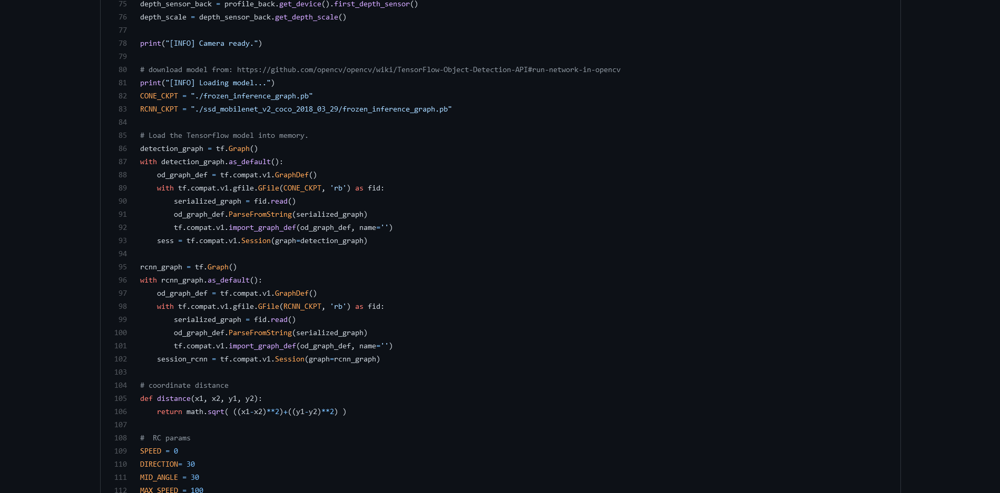 75 depth_sensor_back = profile_back.get_device().first_depth_sensor()
76 depth_scale = depth_sensor_back.get_depth_scale()
77
78 print("[INFO] Camera ready.")
79
80 # download model from: https://github.com/opencv/opencv/wiki/TensorFlow-Object-Detection-API#run-network-in-opencv
81 print("[INFO] Loading model...")
82 CONE_CKPT = "./frozen_inference_graph.pb"
83 RCNN_CKPT = "./ssd_mobilenet_v2_coco_2018_03_29/frozen_inference_graph.pb"
84
85 # Load the Tensorflow model into memory.
86 detection_graph = tf.Graph()
87 with detection_graph.as_default():
88     od_graph_def = tf.compat.v1.GraphDef()
89     with tf.compat.v1.gfile.GFile(CONE_CKPT, 'rb') as fid:
90         serialized_graph = fid.read()
91         od_graph_def.ParseFromString(serialized_graph)
92         tf.compat.v1.import_graph_def(od_graph_def, name='')
93     sess = tf.compat.v1.Session(graph=detection_graph)
94
95 rcnn_graph = tf.Graph()
96 with rcnn_graph.as_default():
97     od_graph_def = tf.compat.v1.GraphDef()
98     with tf.compat.v1.gfile.GFile(RCNN_CKPT, 'rb') as fid:
99         serialized_graph = fid.read()
100         od_graph_def.ParseFromString(serialized_graph)
101         tf.compat.v1.import_graph_def(od_graph_def, name='')
102     session_rcnn = tf.compat.v1.Session(graph=rcnn_graph)
103
104 # coordinate distance
105 def distance(x1, x2, y1, y2):
106     return math.sqrt( ((x1-x2)**2)+((y1-y2)**2) )
107
108 #  RC params
109 SPEED = 0
110 DIRECTION= 30
111 MID_ANGLE = 30
112 MAX_SPEED = 100